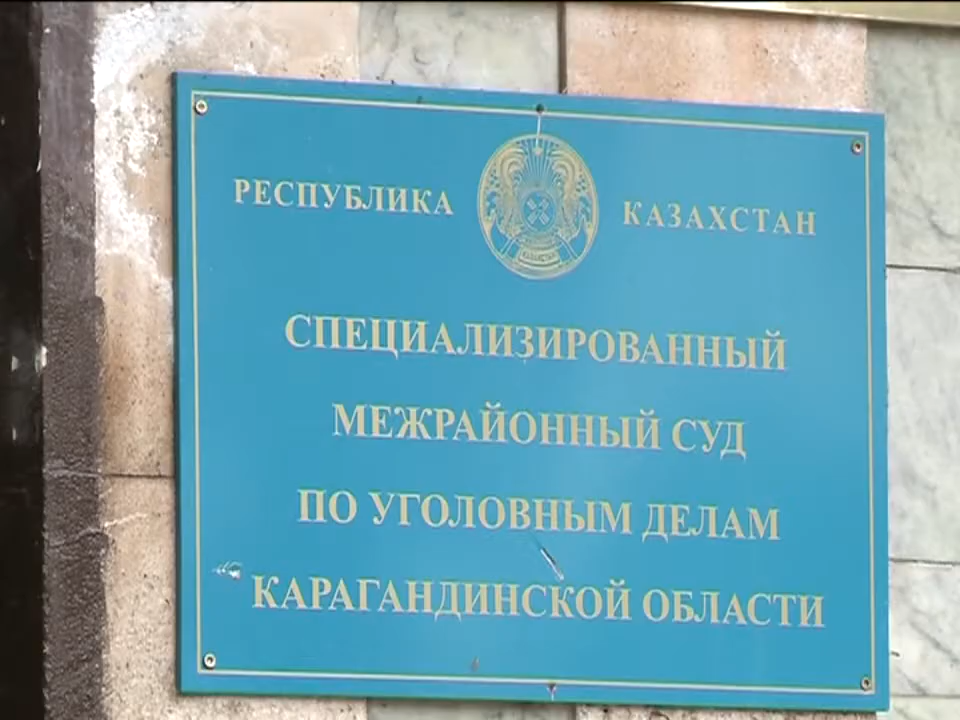 РЕСПУБЛИКА КАЗАХСТАН
СПЕЦИАЛИЗИРОВАННЫЙ
МЕЖРАЙОННЫЙ СУД
ПО УГОЛОВНЫМ ДЕЛАМ
КАРАГАНДИНСКОЙ ОБЛАСТИ